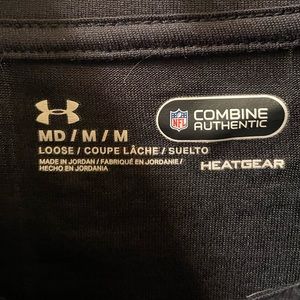 MD / M / M
LOOSE / COUPE LÂCHE / SUELTO
MADE IN JORDAN / FABRIQUÉ EN JORDANIE /
HECHO EN JORDANIA
NFL
COMBINE
AUTHENTIC
HEATGEAR